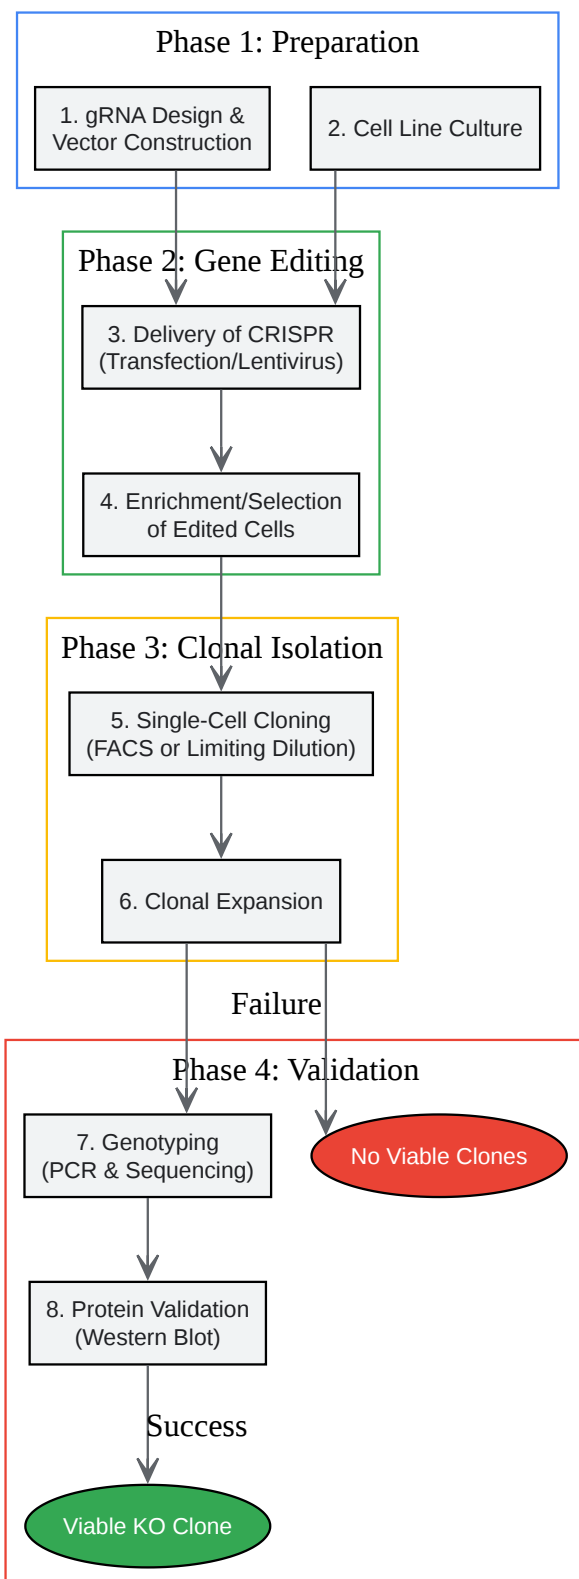 Phase 1: Preparation
1. gRNA Design &
Vector Construction
2. Cell Line Culture
Phase 2: Gene Editing
3. Delivery of CRISPR
(Transfection/Lentivirus)
4. Enrichment/Selection
of Edited Cells
Phase 3: Clonal Isolation
5. Single-Cell Cloning
(FACS or Limiting Dilution)
6. Clonal Expansion
Failure
Phase 4: Validation
7. Genotyping
(PCR & Sequencing)
No Viable Clones
8. Protein Validation
(Western Blot)
Success
Viable KO Clone